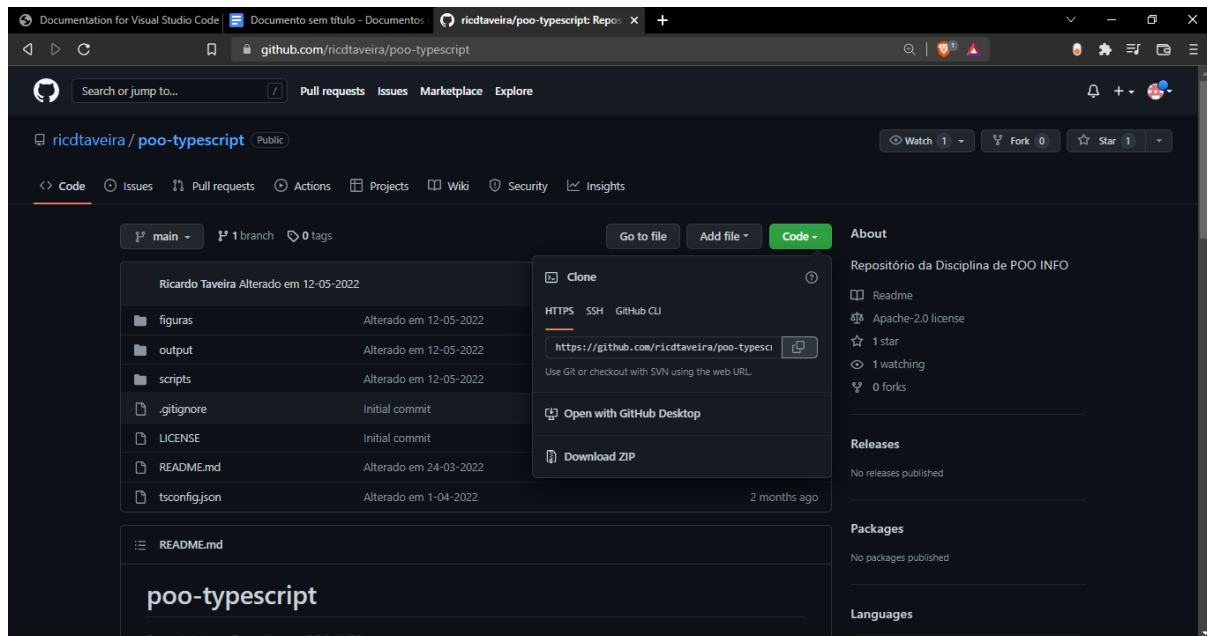 Documentation for Visual Studio Code
Documento sem título - Documentos
ricdtaveira/poo-typescript: Repos
github.com/ricdtaveira/poo-typescript
Search or jump to...
/
Pull requests Issues Marketplace Explore
ricdtaveira / poo-typescript Public
Watch 1
Fork 0
Star 1
Code
Issues
Pull requests
Actions
Projects
Wiki
Security
Insights
main
1 branch
0 tags
Go to file
Add file
Code
Ricardo Taveira Alterado em 12-05-2022
figuras Alterado em 12-05-2022
output Alterado em 12-05-2022
scripts Alterado em 12-05-2022
.gitignore Initial commit
LICENSE Initial commit
README.md Alterado em 24-03-2022
tsconfig.json Alterado em 1-04-2022 2 months ago
Clone
HTTPS SSH GitHub CLI
https://github.com/ricdtaveira/poo-typesc
Use Git or checkout with SVN using the web URL.
Open with GitHub Desktop
Download ZIP
README.md
poo-typescript
About
Repositório da Disciplina de POO INFO
Readme
Apache-2.0 license
1 star
1 watching
0 forks
Releases
No releases published
Packages
No packages published
Languages